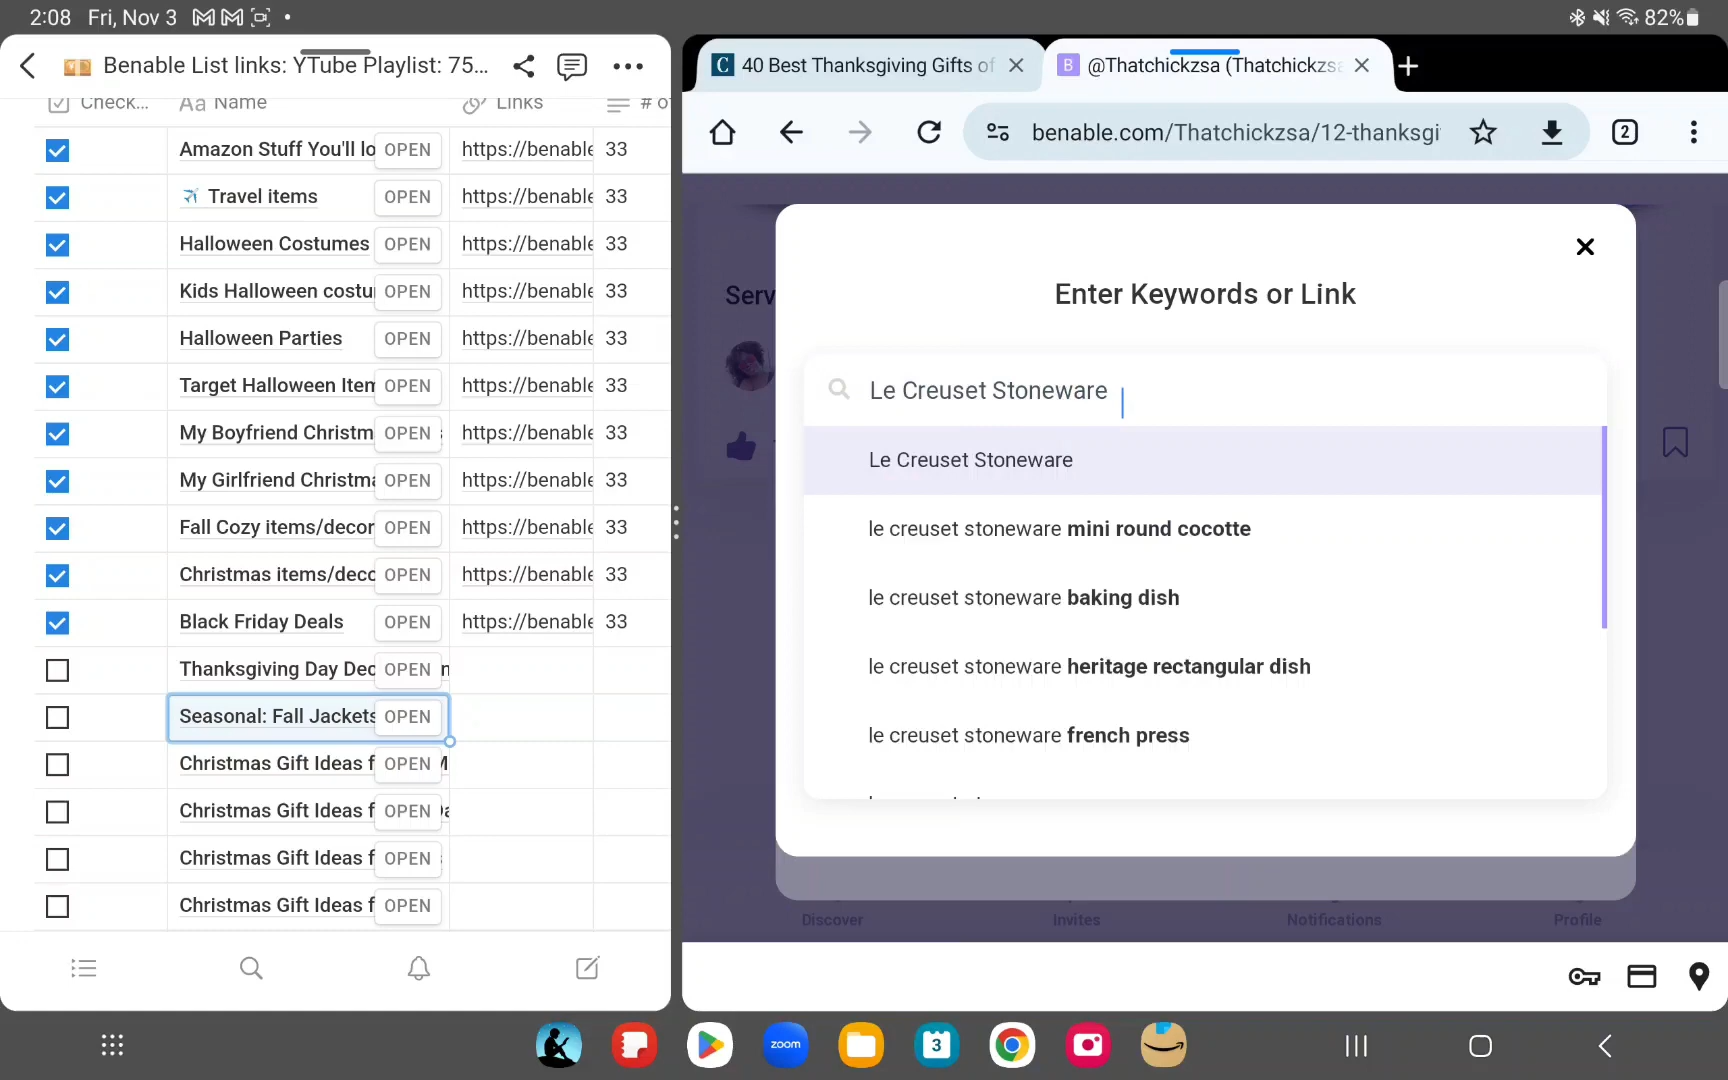 2:08 Fri, Nov 3
82%
Benable List links: YTube Playlist: 75...
Check... Aa Name Links # o
Amazon Stuff You'll lo OPEN https://benable 33
Travel items OPEN https://benable 33
Halloween Costumes OPEN https://benable 33
Kids Halloween costu OPEN https://benable 33
Halloween Parties OPEN https://benable 33
Target Halloween Item OPEN https://benable 33
My Boyfriend Christm OPEN https://benable 33
My Girlfriend Christma OPEN https://benable 33
Fall Cozy items/decor OPEN https://benable 33
Christmas items/deco OPEN https://benable 33
Black Friday Deals OPEN https://benable 33
Thanksgiving Day Dec OPEN
Seasonal: Fall Jackets OPEN
Christmas Gift Ideas f OPEN
Christmas Gift Ideas f OPEN
Christmas Gift Ideas f OPEN
Christmas Gift Ideas f OPEN
C 40 Best Thanksgiving Gifts of
B @Thatchickzsa (Thatchickzsa
benable.com/Thatchickzsa/12-thanksgi
2
Serv
Enter Keywords or Link
Le Creuset Stoneware
Le Creuset Stoneware
le creuset stoneware mini round cocotte
le creuset stoneware baking dish
le creuset stoneware heritage rectangular dish
le creuset stoneware french press
Discover Invites Notifications Profile
zoom
3